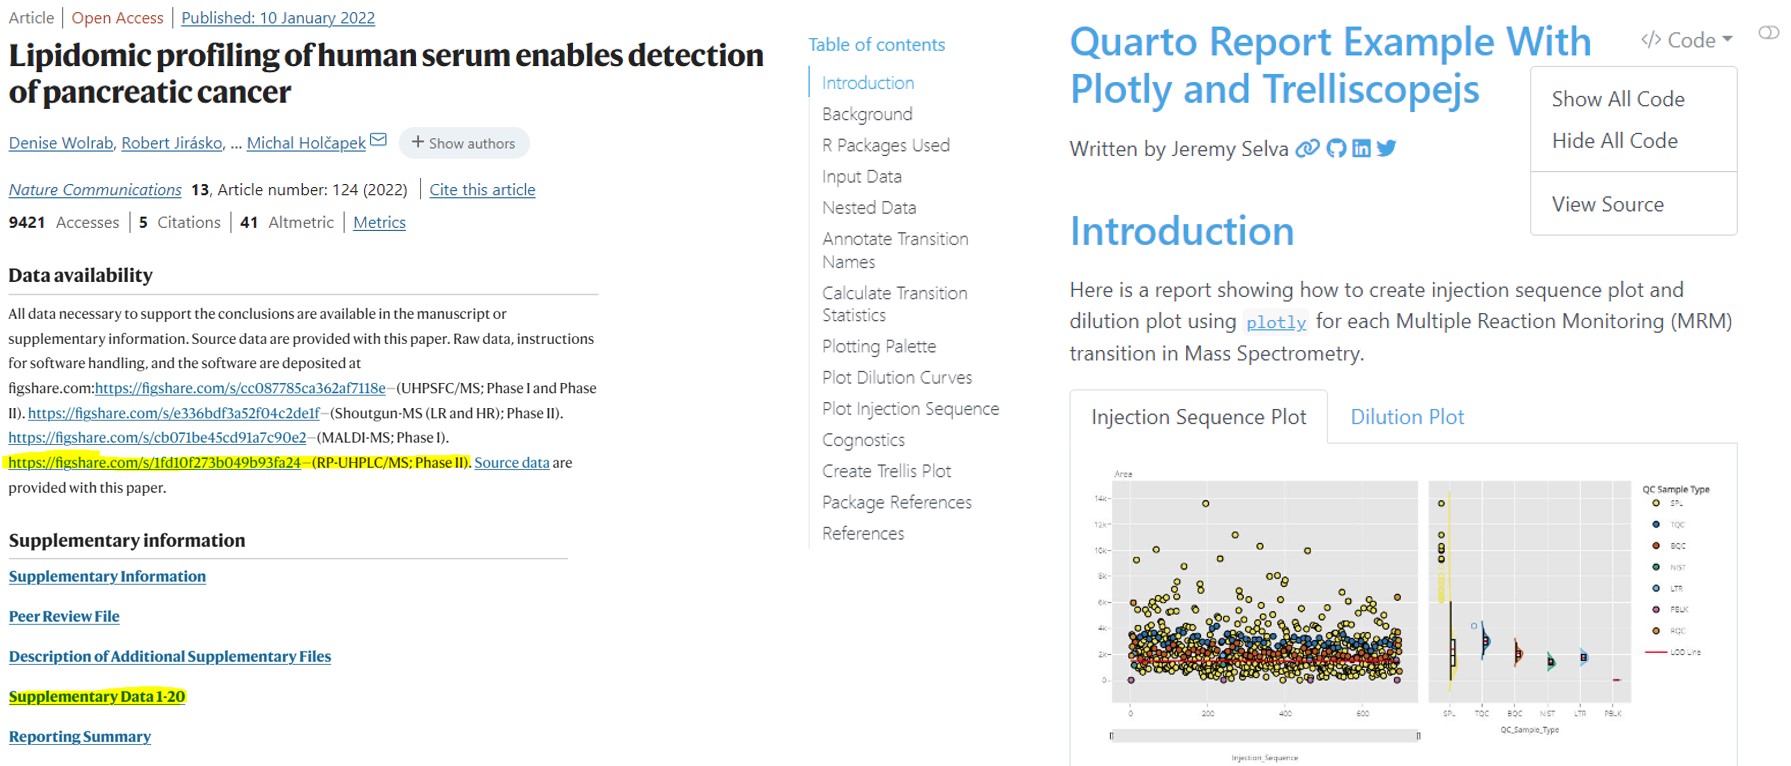 Article | Open Access | Published: 10 January 2022
Lipidomic profiling of human serum enables detection
of pancreatic cancer
Denise Wolrab, Robert Jirásko, ... Michal Holčapek + Show authors
Nature Communications 13, Article number: 124 (2022) | Cite this article
9421 Accesses | 5 Citations | 41 Altmetric | Metrics
Data availability
All data necessary to support the conclusions are available in the manuscript or
supplementary information. Source data are provided with this paper. Raw data, instructions
for software handling, and the software are deposited at
figshare.com:https://figshare.com/s/cc087785ca362af7118e–(UHPSFC/MS; Phase I and Phase
II). https://figshare.com/s/e336bdf3a52f04c2de1f–(Shoutgun-MS (LR and HR); Phase II).
https://figshare.com/s/cb071be45cd91a7c90e2–(MALDI-MS; Phase I).
https://figshare.com/s/1fd10f273b049b93fa24–(RP-UHPLC/MS; Phase II). Source data are
provided with this paper.
Supplementary information
Supplementary Information
Peer Review File
Description of Additional Supplementary Files
Supplementary Data 1-20
Reporting Summary
Table of contents
Introduction
Background
R Packages Used
Input Data
Nested Data
Annotate Transition
Names
Calculate Transition
Statistics
Plotting Palette
Plot Dilution Curves
Plot Injection Sequence
Cognostics
Create Trellis Plot
Package References
References
Quarto Report Example With
Plotly and Trelliscopejs
</> Code
Show All Code
Hide All Code
View Source
Written by Jeremy Selva
Introduction
Here is a report showing how to create injection sequence plot and
dilution plot using plotly for each Multiple Reaction Monitoring (MRM)
transition in Mass Spectrometry.
Injection Sequence Plot
Dilution Plot
Area
14k
12k
10k
8k
6k
4k
2k
0
0 200 400 600
Injection_Sequence
SPL TQC BQC NIST LTR PBLK
QC_Sample_Type
QC Sample Type
SPL
TQC
BQC
NIST
LTR
PBLK
RQC
LOD Line